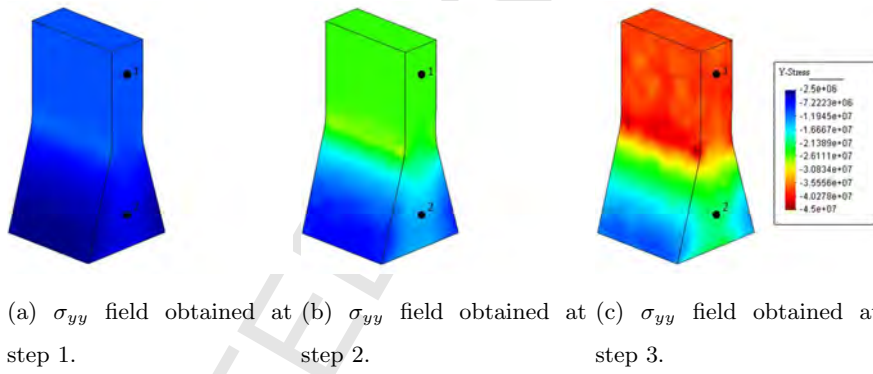 1
2
1
2
1
2
Y-Stress
-2.5e+06
-7.2223e+06
-1.1945e+07
-1.6667e+07
-2.1389e+07
-2.6111e+07
-3.0834e+07
-3.5556e+07
-4.0278e+07
-4.5e+07
(a) σyy field obtained at (b) σyy field obtained at (c) σyy field obtained at
step 1. step 2. step 3.